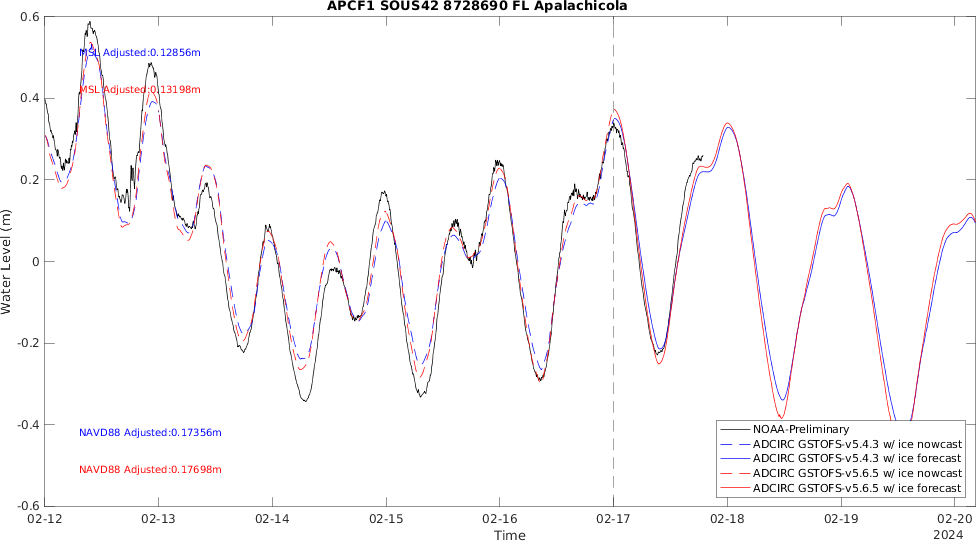 APCF1 SOUS42 8728690 FL Apalachicola
0.6
0.4
0.2
0
-0.2
-0.4
-0.6
Water Level (m)
MSL Adjusted:0.12856m
MSL Adjusted:0.13198m
NAVD88 Adjusted:0.17356m
NAVD88 Adjusted:0.17698m
NOAA-Preliminary
ADCIRC GSTOFS-v5.4.3 w/ ice nowcast
ADCIRC GSTOFS-v5.4.3 w/ ice forecast
ADCIRC GSTOFS-v5.6.5 w/ ice nowcast
ADCIRC GSTOFS-v5.6.5 w/ ice forecast
02-12 02-13 02-14 02-15 02-16 02-17 02-18 02-19 02-20
Time
2024